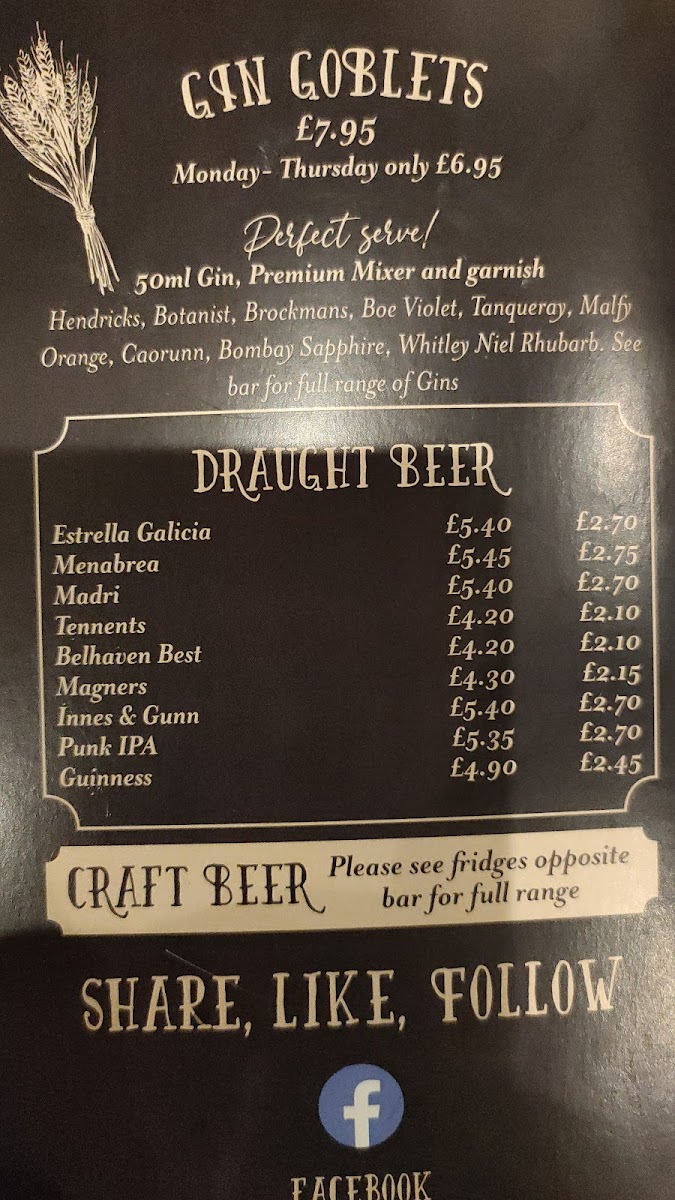 GIN GOBLETS
£7.95
Monday- Thursday only £6.95
Perfect serve!
50ml Gin, Premium Mixer and garnish
Hendricks, Botanist, Brockmans, Boe Violet, Tanqueray, Malfy
Orange, Caorunn, Bombay Sapphire, Whitley Niel Rhubarb. See
bar for full range of Gins
DRAUGHT BEER
Estrella Galicia £5.40 £2.70
Menabrea £5.45 £2.75
Madri £5.40 £2.70
Tennents £4.20 £2.10
Belhaven Best £4.20 £2.10
Magners £4.30 £2.15
Innes & Gunn £5.40 £2.70
Punk IPA £5.35 £2.70
Guinness £4.90 £2.45
CRAFT BEER Please see fridges opposite
bar for full range
SHARE, LIKE, FOLLOW
f
FACEBOOK